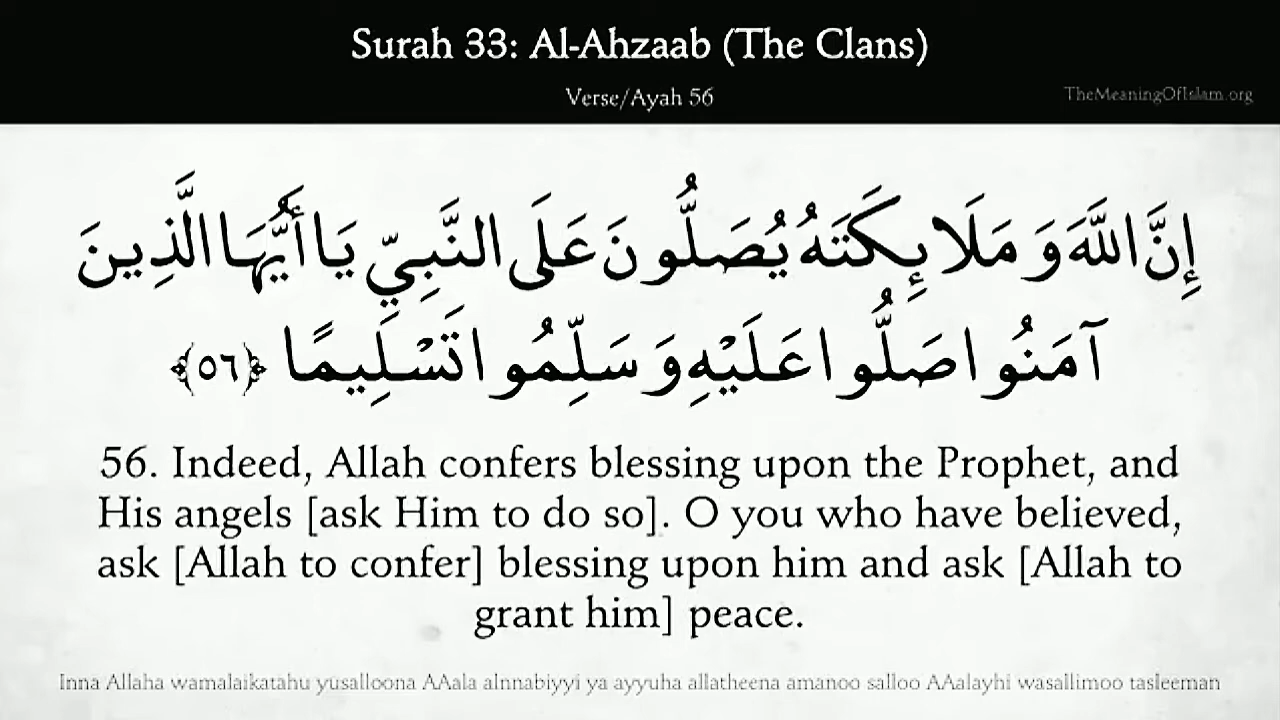 Surah 33: Al-Ahzaab (The Clans)
Verse/Ayah 56
TheMeaningOfIslam.org
إِنَّ اللَّهَ وَمَلَائِكَتَهُ يُصَلُّونَ عَلَى النَّبِيِّ يَا أَيُّهَا الَّذِينَ
آمَنُوا صَلُّوا عَلَيْهِ وَسَلِّمُوا تَسْلِيمًا ﴿٥٦﴾
56. Indeed, Allah confers blessing upon the Prophet, and
His angels [ask Him to do so]. O you who have believed,
ask [Allah to confer] blessing upon him and ask [Allah to
grant him] peace.
Inna Allaha wamalaikatahu yusalloona AAala alnnabiyyi ya ayyuha allatheena amanoo salloo AAalayhi wasallimoo tasleeman